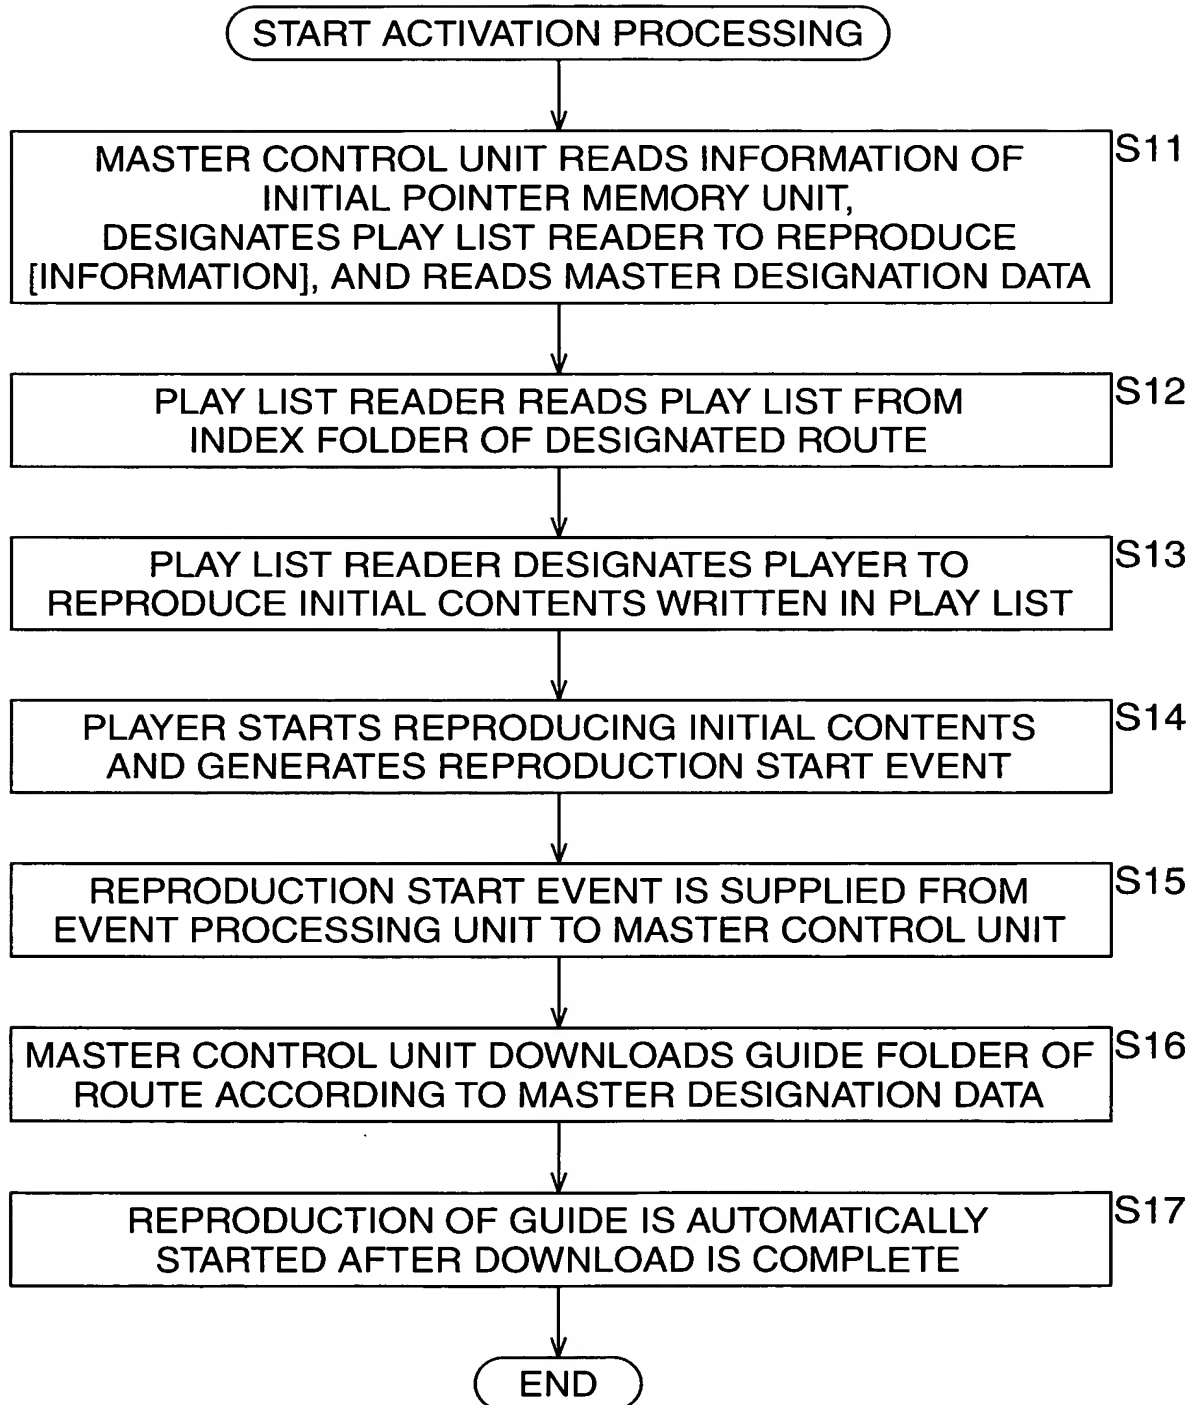 START ACTIVATION PROCESSING
S11
MASTER CONTROL UNIT READS INFORMATION OF
INITIAL POINTER MEMORY UNIT,
DESIGNATES PLAY LIST READER TO REPRODUCE
[INFORMATION], AND READS MASTER DESIGNATION DATA
S12
PLAY LIST READER READS PLAY LIST FROM
INDEX FOLDER OF DESIGNATED ROUTE
S13
PLAY LIST READER DESIGNATES PLAYER TO
REPRODUCE INITIAL CONTENTS WRITTEN IN PLAY LIST
S14
PLAYER STARTS REPRODUCING INITIAL CONTENTS
AND GENERATES REPRODUCTION START EVENT
S15
REPRODUCTION START EVENT IS SUPPLIED FROM
EVENT PROCESSING UNIT TO MASTER CONTROL UNIT
S16
MASTER CONTROL UNIT DOWNLOADS GUIDE FOLDER OF
ROUTE ACCORDING TO MASTER DESIGNATION DATA
S17
REPRODUCTION OF GUIDE IS AUTOMATICALLY
STARTED AFTER DOWNLOAD IS COMPLETE
END